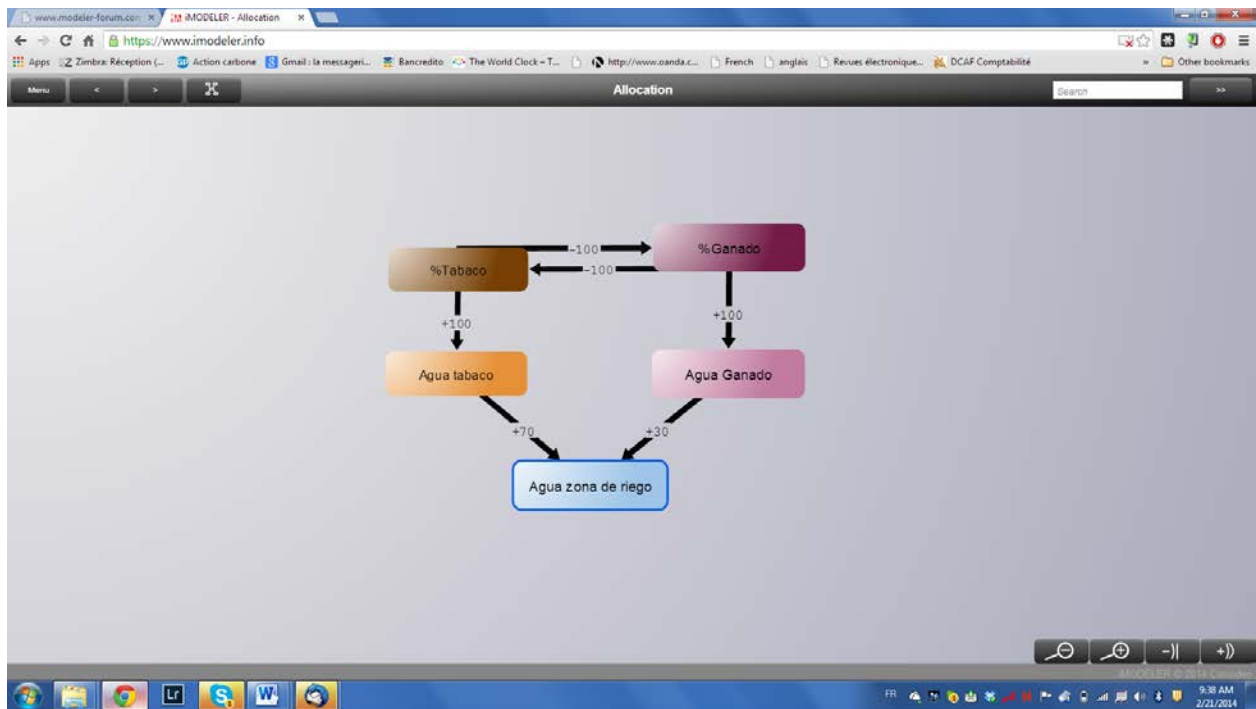 www.modeler-forum.com
iMODELER - Allocation
https://www.imodeler.info
Apps
Zimbra: Réception (...
Action carbone
Gmail : la messageri...
Bancredito
The World Clock – T...
http://www.oanda.c...
French
anglais
Revues électronique...
DCAF Comptabilité
»
Other bookmarks
Menu
<
>
Allocation
Search
>>
%Tabaco
-100
-100
%Ganado
+100
+100
Agua tabaco
Agua Ganado
+70
+30
Agua zona de riego
-)|
+))
Lr
S
W
FR
9:38 AM
2/21/2014